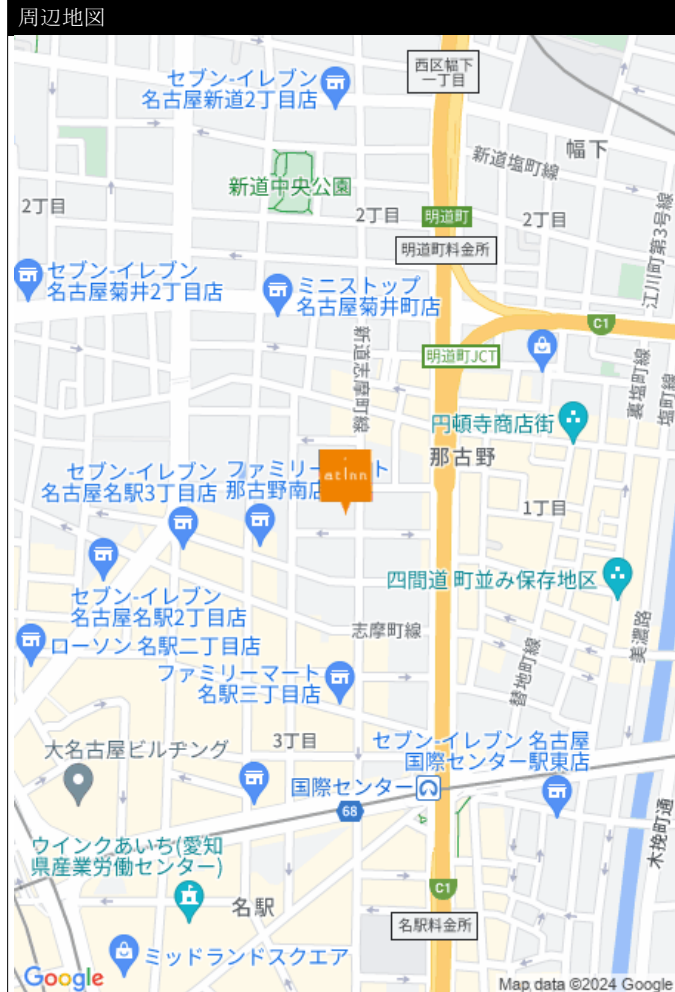 周辺地図
西区幅下
一丁目
セブン-イレブン
名古屋新道2丁目店
幅下
新道塩町線
新道中央公園
2丁目
2丁目
明道町
2丁目
江川町第3号線
明道町料金所
セブン-イレブン
名古屋菊井2丁目店
ミニストップ
名古屋菊井町店
C1
新道志摩町線
明道町JCT
裏塩町線
塩町線
円頓寺商店街
那古野
セブン-イレブン
名古屋名駅3丁目店
ファミリーマート
那古野南店
atinn
1丁目
四間道 町並み保存地区
セブン-イレブン
名古屋名駅2丁目店
志摩町線
美濃路
ローソン 名駅二丁目店
ファミリーマート
名駅三丁目店
替地町線
3丁目
大名古屋ビルヂング
セブン-イレブン 名古屋
国際センター駅東店
国際センター
68
木挽町通
ウインクあいち(愛知
県産業労働センター)
C1
名駅
名駅料金所
ミッドランドスクエア
Google
Map data ©2024 Google